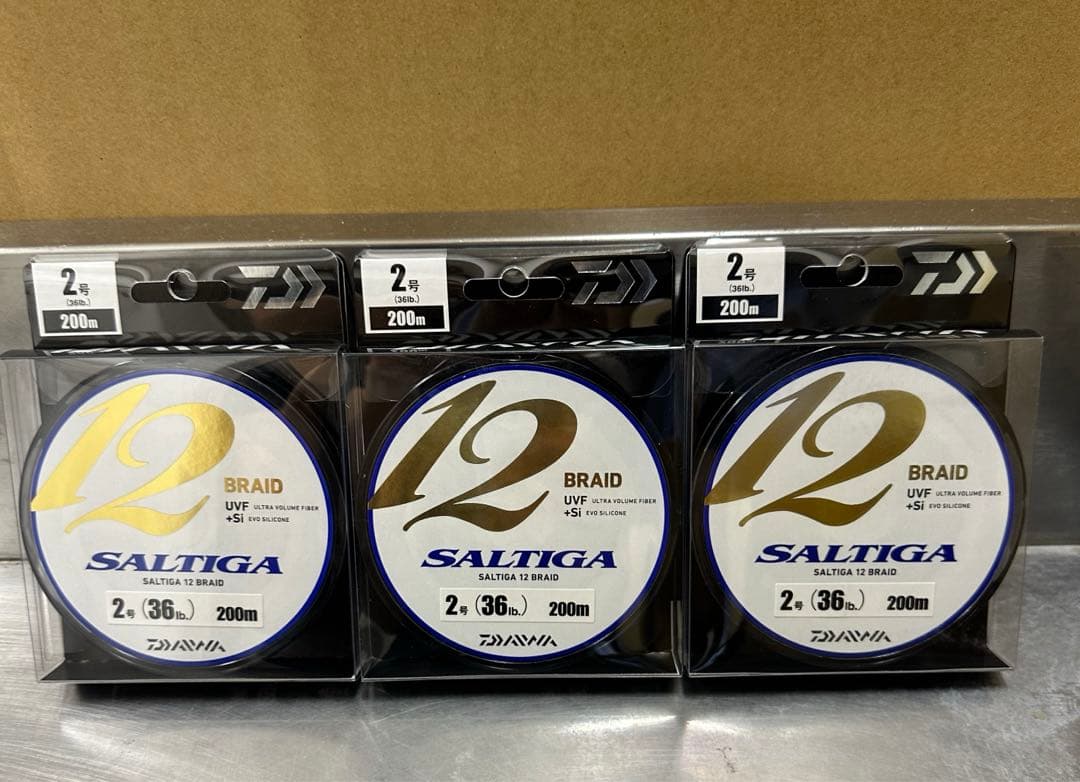 2号
(36lb.)
200m
12
BRAID
UVF ULTRA VOLUME FIBER
+Si EVO SILICONE
SALTIGA
SALTIGA 12 BRAID
2号 (36lb.) 200m
DAIWA
2号
(36lb.)
200m
12
BRAID
UVF ULTRA VOLUME FIBER
+Si EVO SILICONE
SALTIGA
SALTIGA 12 BRAID
2号 (36lb.) 200m
DAIWA
2号
(36lb.)
200m
12
BRAID
UVF ULTRA VOLUME FIBER
+Si EVO SILICONE
SALTIGA
SALTIGA 12 BRAID
2号 (36lb.) 200m
DAIWA